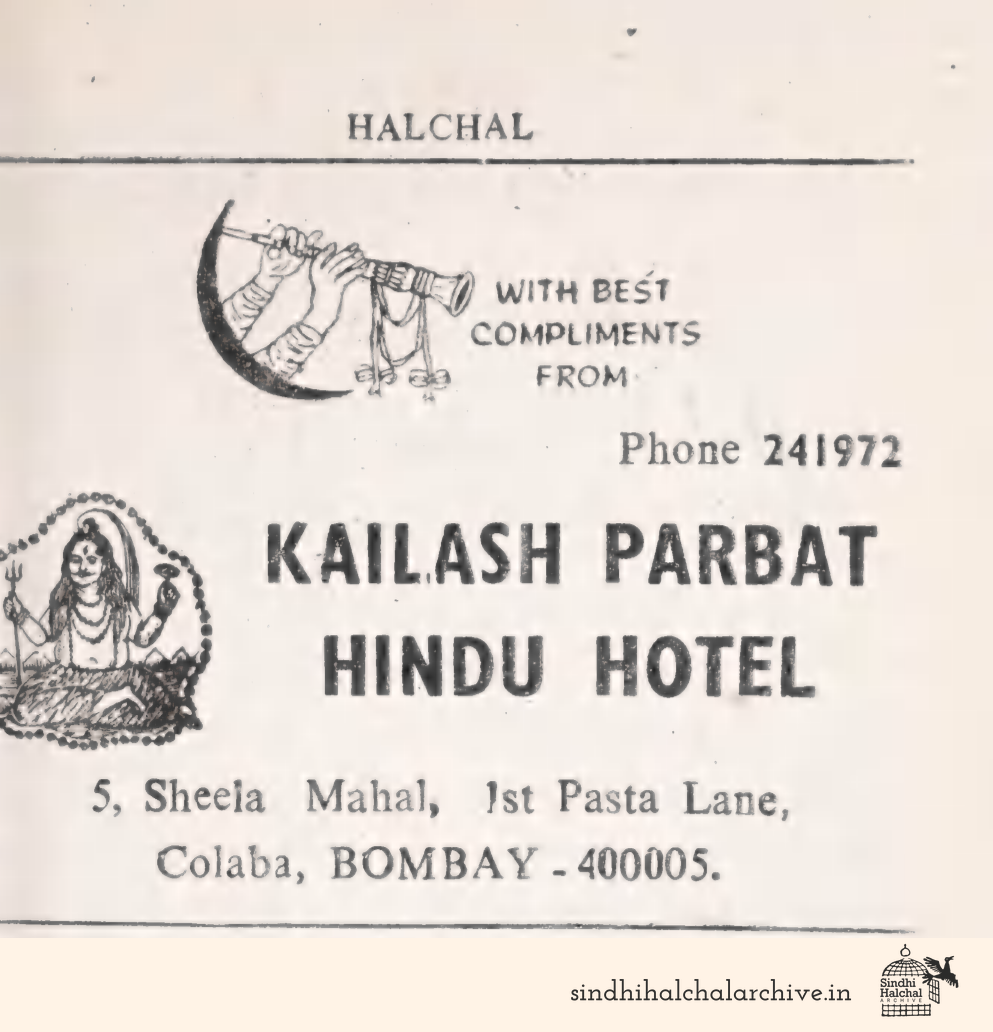 HALCHAL
WITH BEST
COMPLIMENTS
FROM
Phone 241972
KAILASH PARBAT
HINDU HOTEL
5, Sheela Mahal, 1st Pasta Lane,
Colaba, BOMBAY - 400005.
sindhihalchalarchive.in
Sindhi
Halchal
ARCHIVE